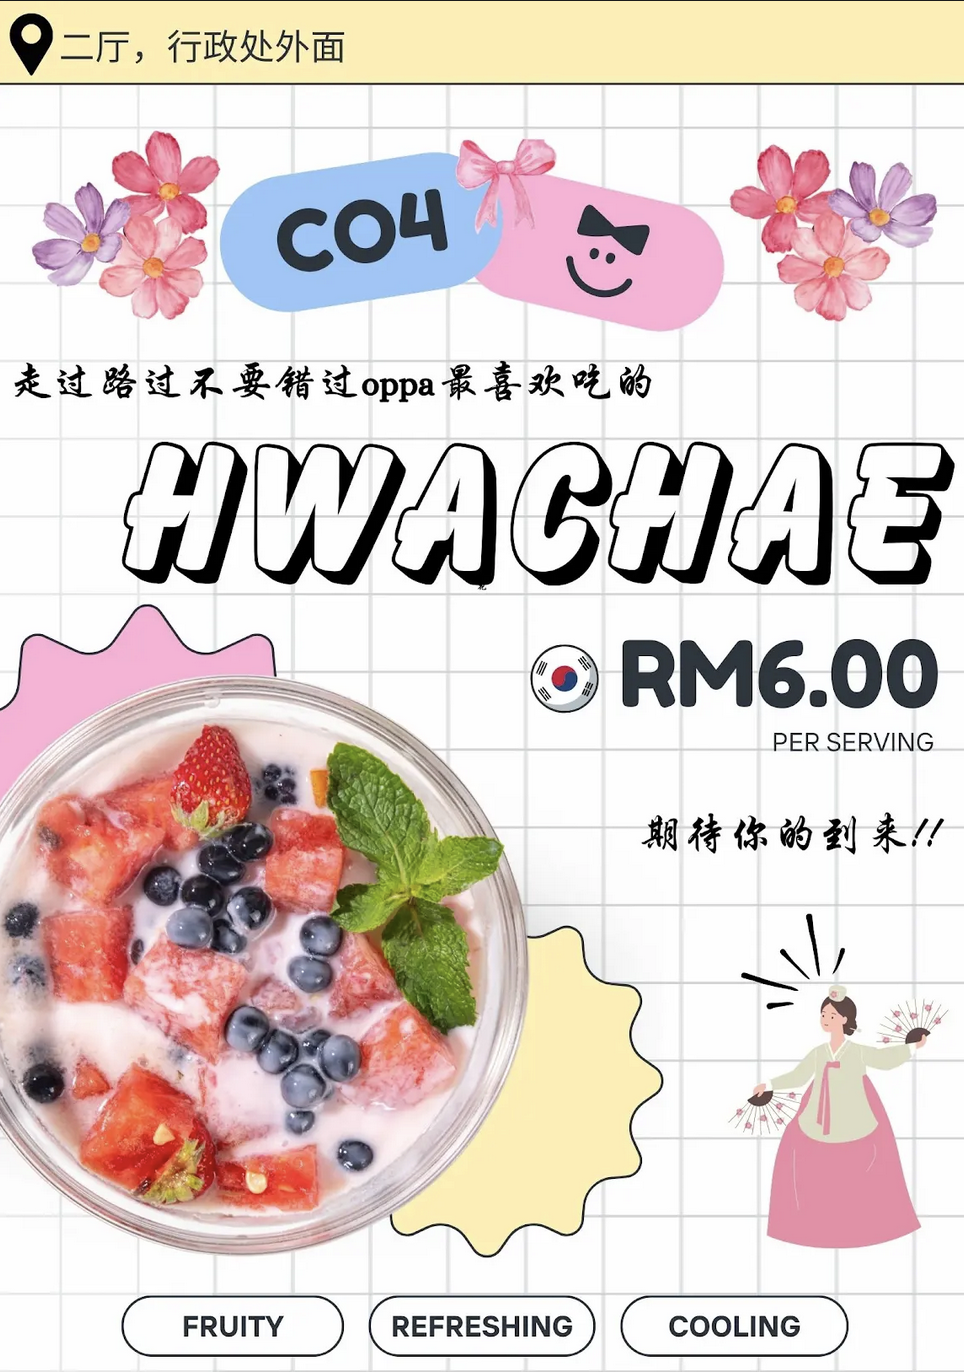 二厅，行政处外面
CO4
走过路过不要错过oppa最喜欢吃的
HWACHAE
RM6.00
PER SERVING
期待你的到来!!
FRUITY
REFRESHING
COOLING